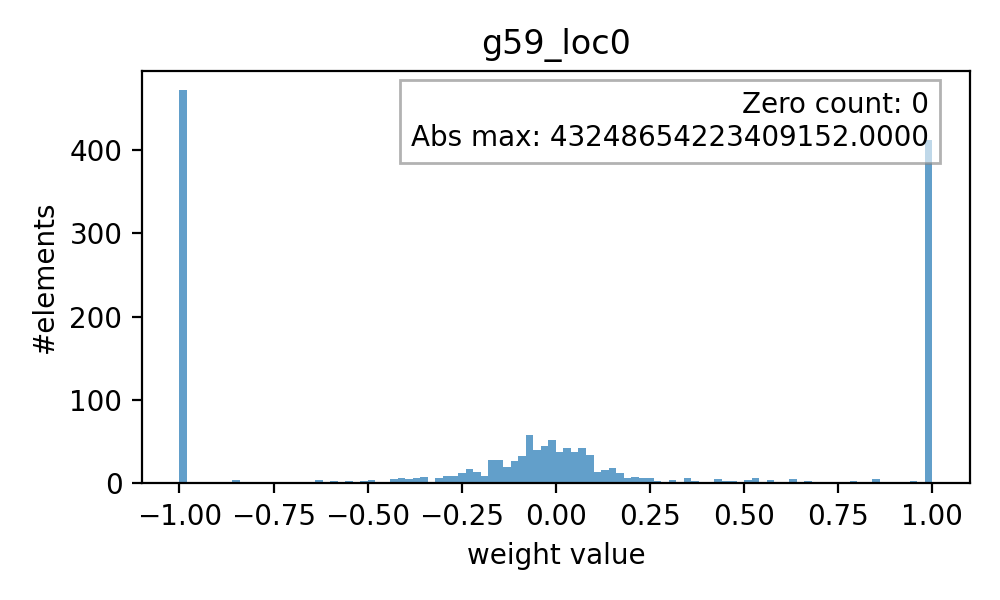 g59_loc0
Zero count: 0
Abs max: 43248654223409152.0000
#elements
400
300
200
100
0
−1.00 −0.75 −0.50 −0.25 0.00 0.25 0.50 0.75 1.00
weight value